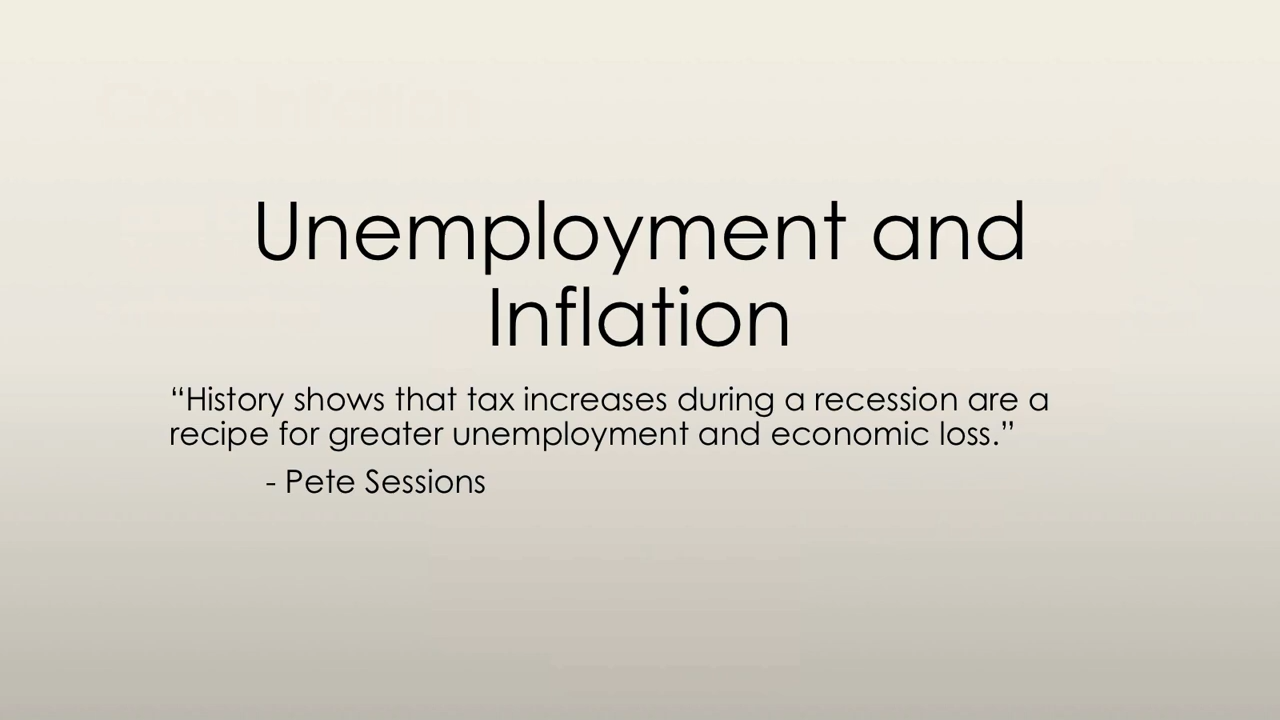 Unemployment and
Inflation
“History shows that tax increases during a recession are a
recipe for greater unemployment and economic loss.”
- Pete Sessions